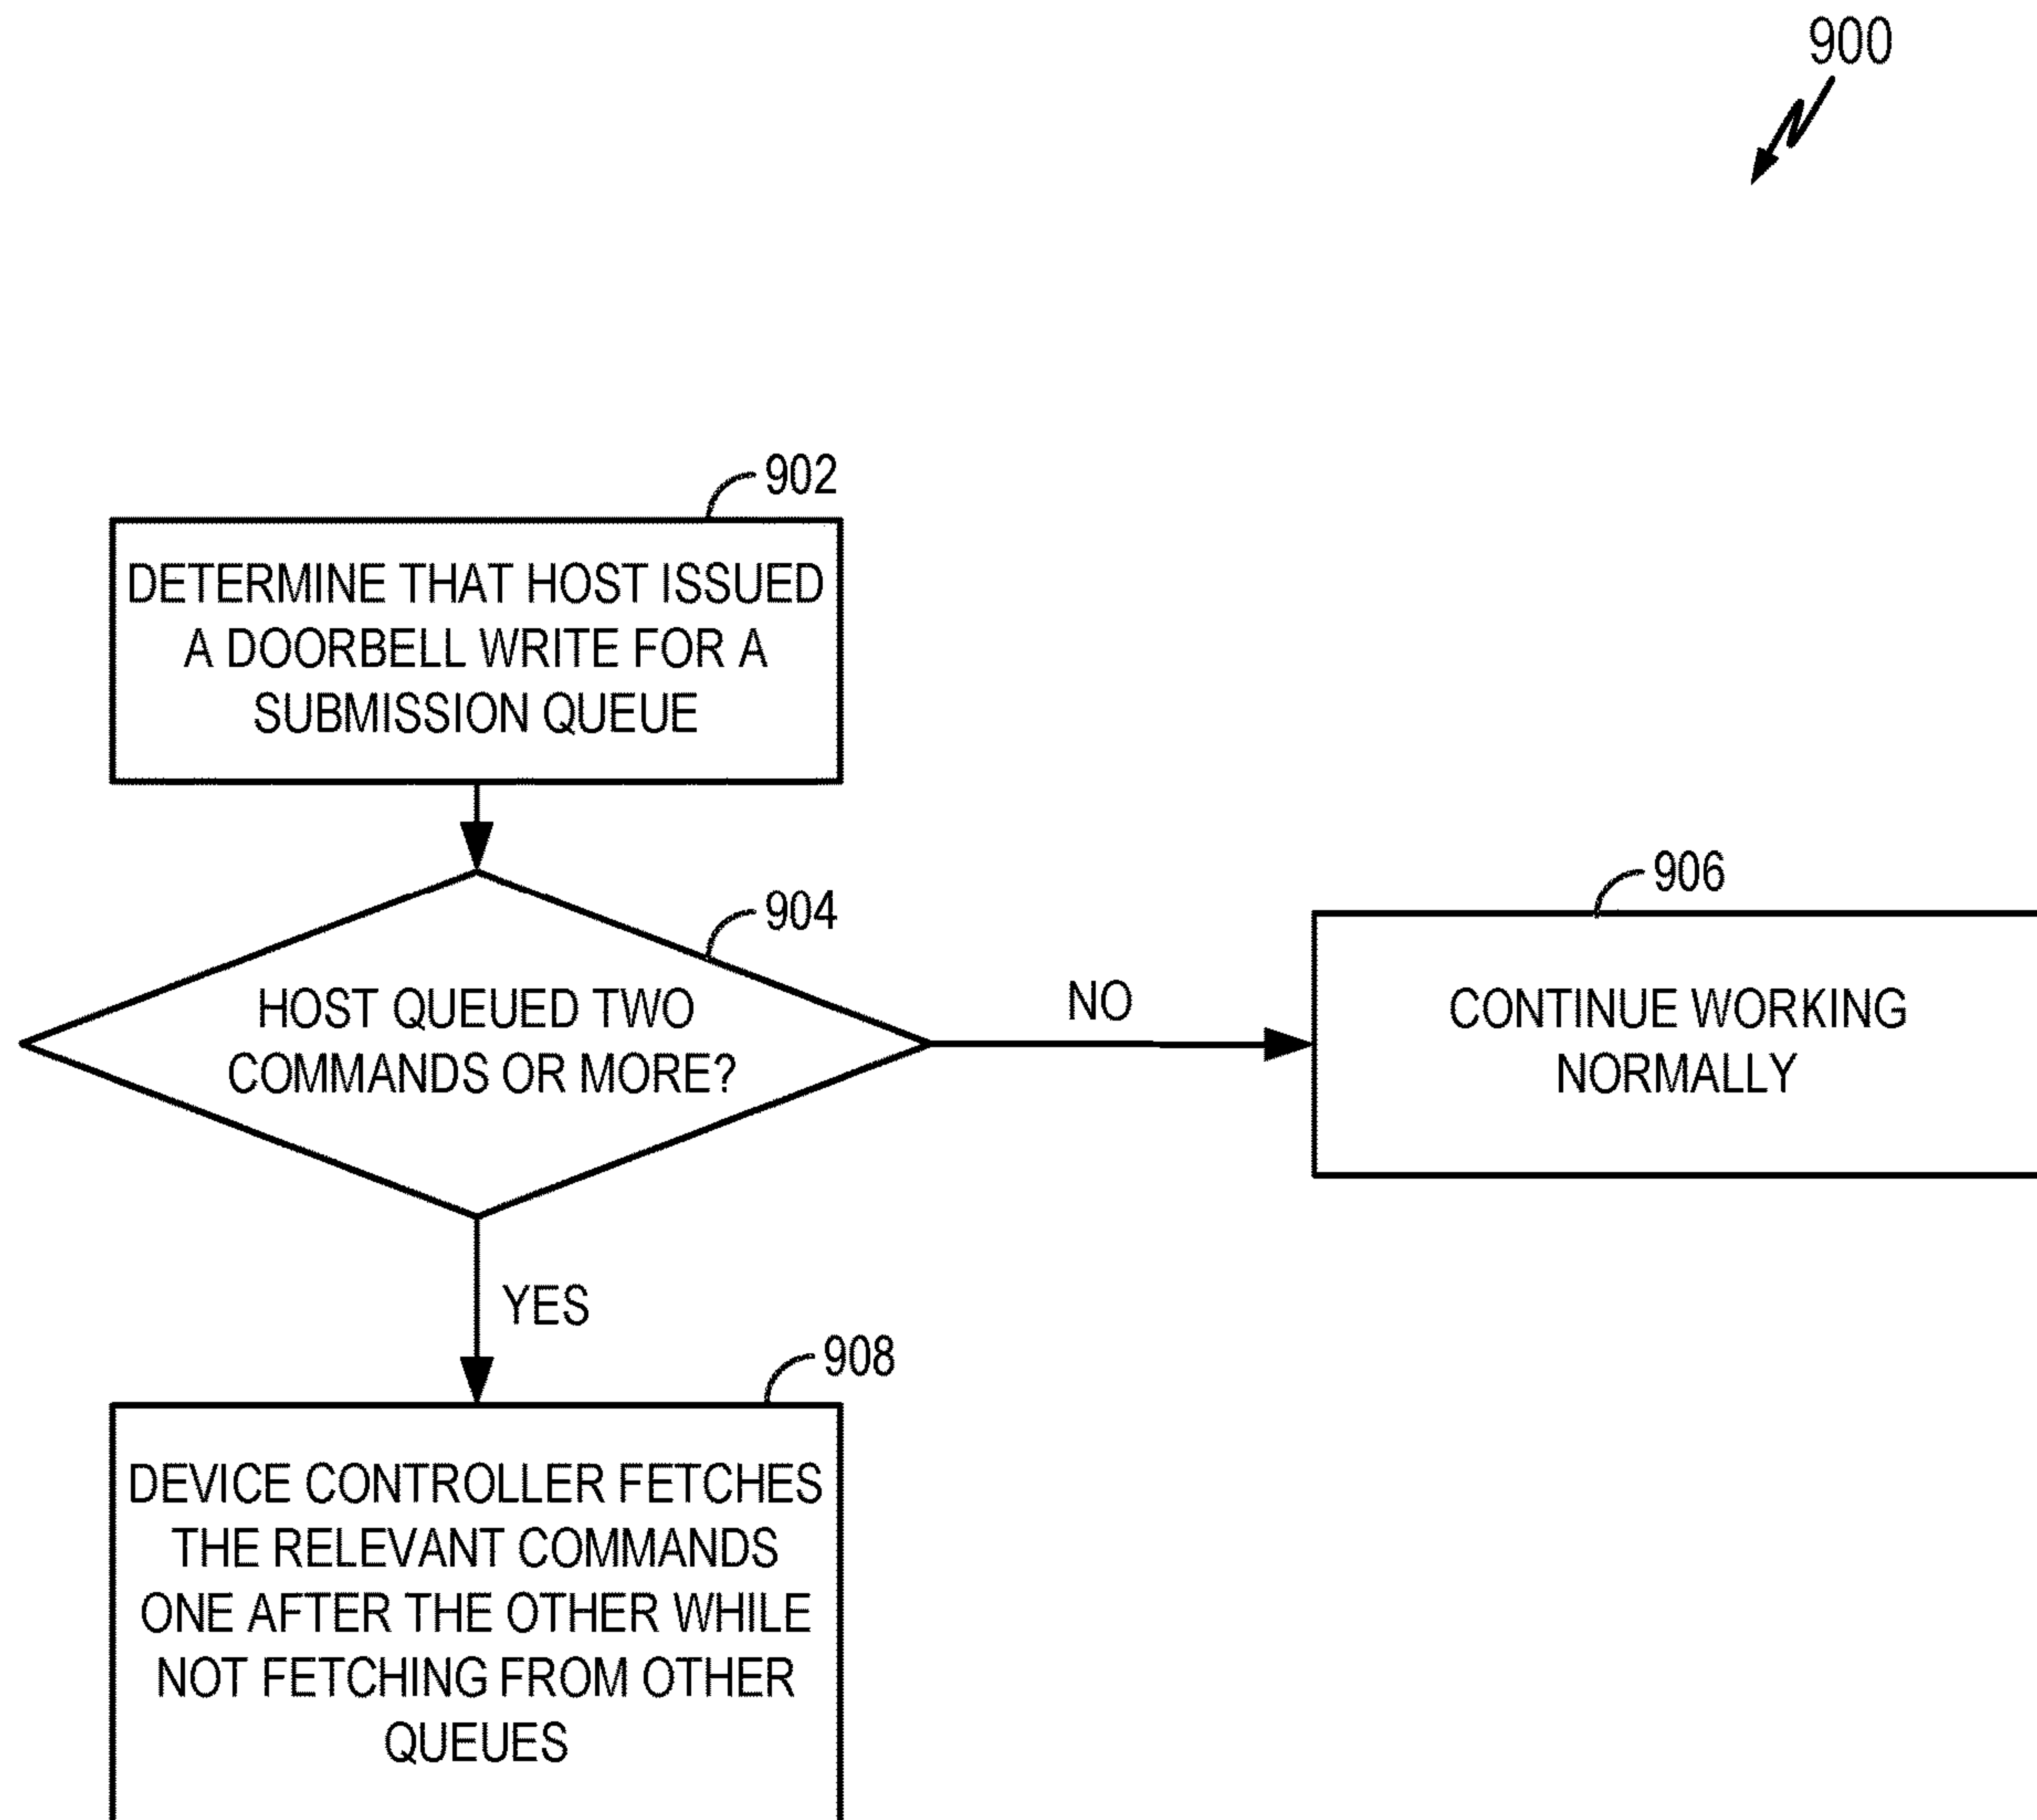 900
902
DETERMINE THAT HOST ISSUED
A DOORBELL WRITE FOR A
SUBMISSION QUEUE
904
HOST QUEUED TWO
COMMANDS OR MORE?
NO
906
CONTINUE WORKING
NORMALLY
YES
908
DEVICE CONTROLLER FETCHES
THE RELEVANT COMMANDS
ONE AFTER THE OTHER WHILE
NOT FETCHING FROM OTHER
QUEUES